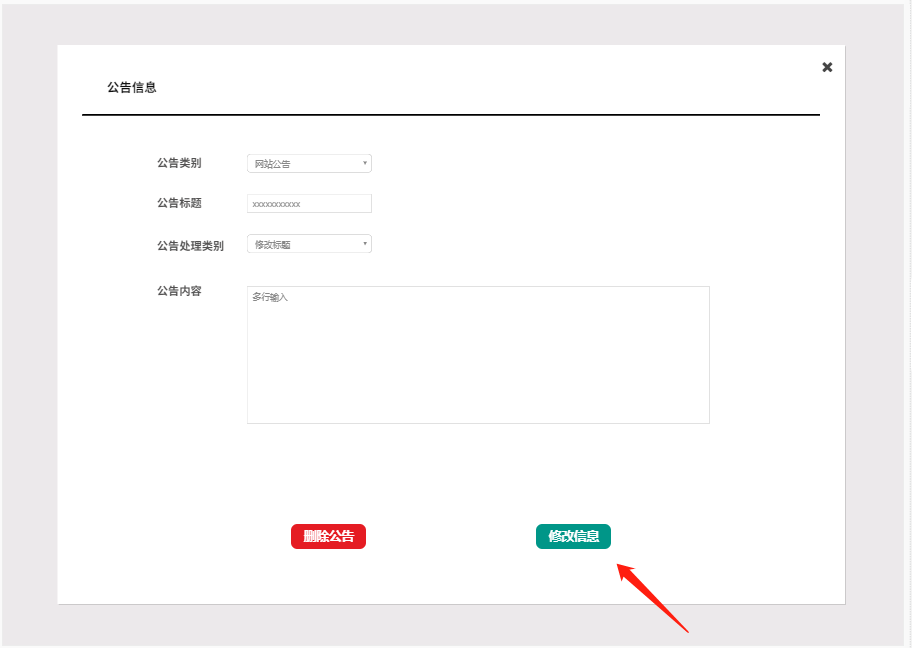 公告信息
公告类别
网站公告
公告标题
xxxxxxxxxxx
公告处理类别
修改标题
公告内容
多行输入
删除公告
修改信息